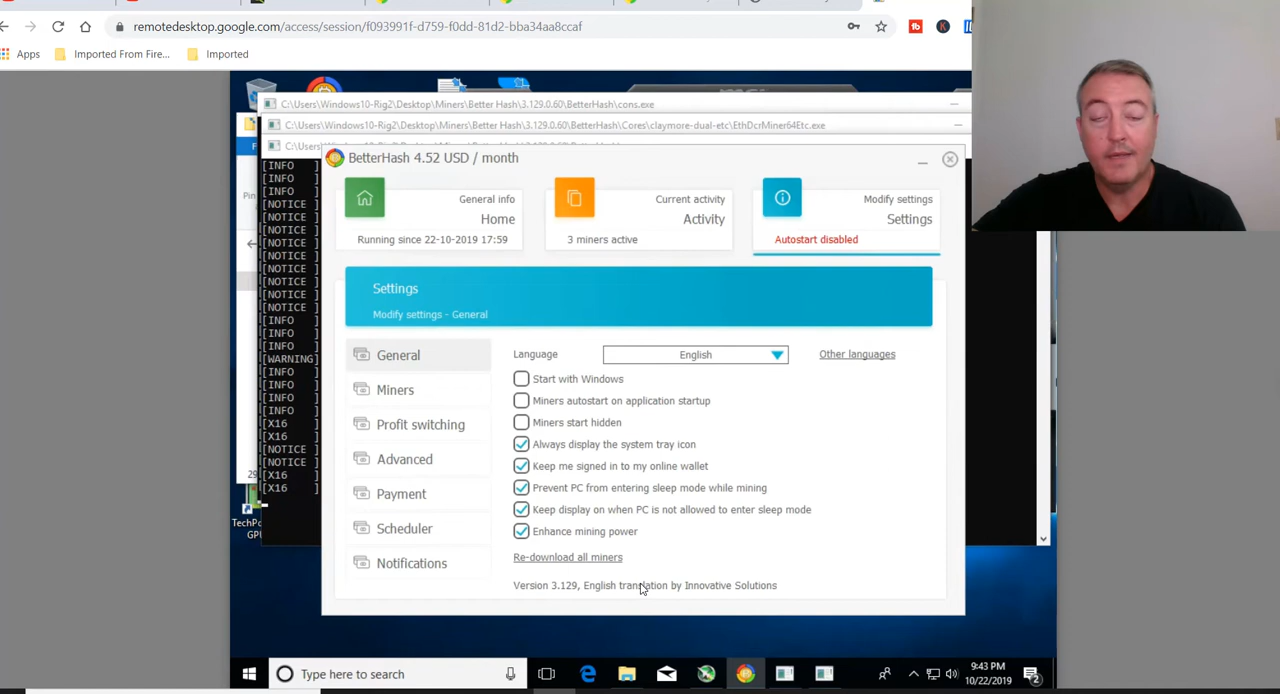 remotedesktop.google.com/access/session/f093991f-d759-f0dd-81d2-bba34aa8ccaf
Apps
Imported From Fire...
Imported
C:\Users\Windows10-Rig2\Desktop\Miners\Better Hash\3.129.0.60\BetterHash\cons.exe
C:\Users\Windows10-Rig2\Desktop\Miners\Better Hash\3.129.0.60\BetterHash\Cores\claymore-dual-etc\EthDcrMiner64Etc.exe
BetterHash 4.52 USD / month
General info
Home
Running since 22-10-2019 17:59
Current activity
Activity
3 miners active
Modify settings
Settings
Autostart disabled
[INFO ]
[INFO ]
[INFO ]
[NOTICE ]
[NOTICE ]
[NOTICE ]
[NOTICE ]
[NOTICE ]
[NOTICE ]
[NOTICE ]
[NOTICE ]
[NOTICE ]
[INFO ]
[INFO ]
[INFO ]
[WARNING]
[INFO ]
[INFO ]
[INFO ]
[INFO ]
[X16 ]
[X16 ]
[NOTICE ]
[NOTICE ]
[X16 ]
[X16 ]
Settings
Modify settings - General
General
Miners
Profit switching
Advanced
Payment
Scheduler
Notifications
Language
English
Other languages
Start with Windows
Miners autostart on application startup
Miners start hidden
Always display the system tray icon
Keep me signed in to my online wallet
Prevent PC from entering sleep mode while mining
Keep display on when PC is not allowed to enter sleep mode
Enhance mining power
Re-download all miners
Version 3.129, English translation by Innovative Solutions
Type here to search
9:43 PM
10/22/2019